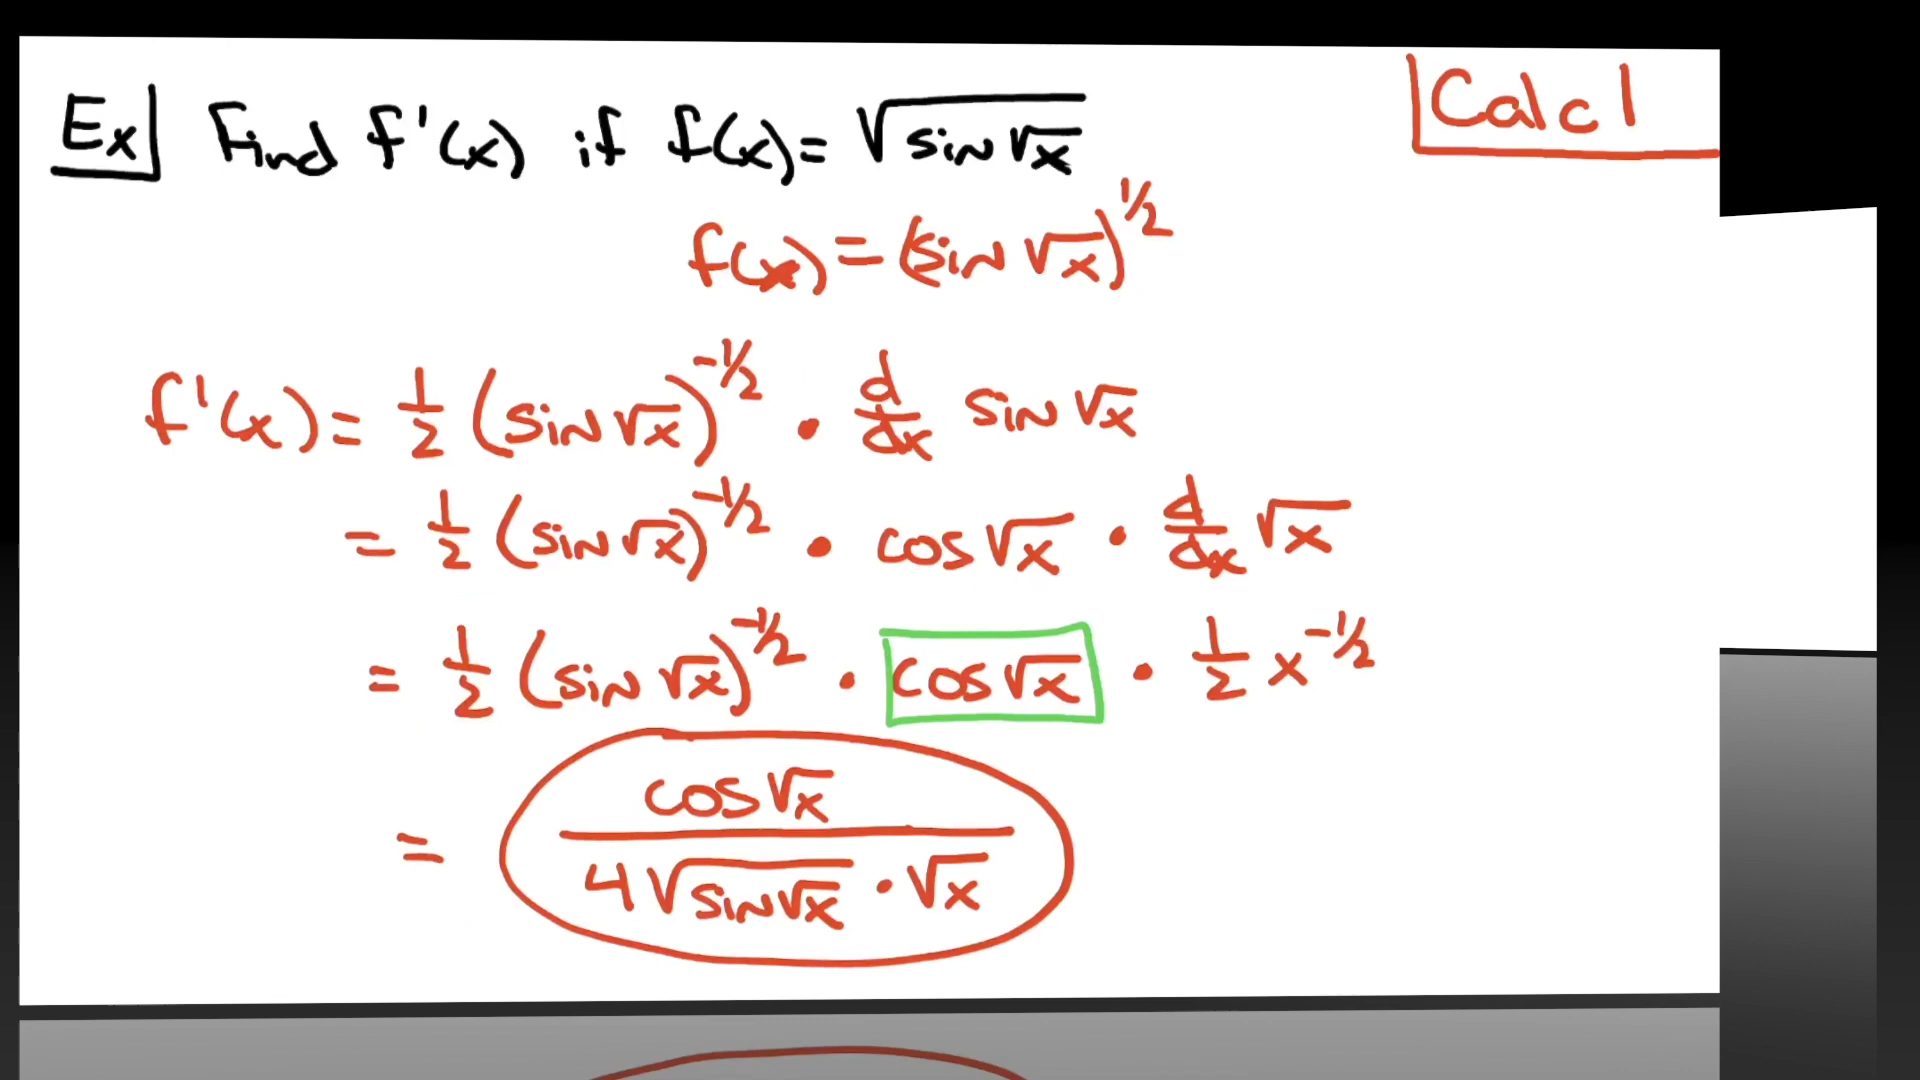 Ex Find f'(x) if f(x)= √(sin √x)
Calc 1
f(x) = (sin √x)^1/2
f'(x) = 1/2 (sin √x)^-1/2 • d/dx sin √x
= 1/2 (sin √x)^-1/2 • cos √x • d/dx √x
= 1/2 (sin √x)^-1/2 • cos √x • 1/2 x^-1/2
= cos √x / 4√(sin √x) • √x